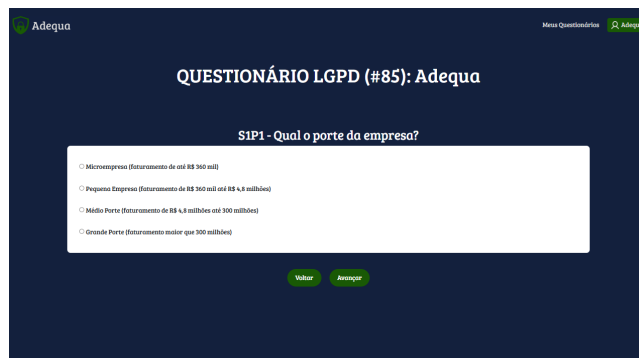 Adequa
Meus Questionários
QUESTIONÁRIO LGPD (#85): Adequa
S1P1 - Qual o porte da empresa?
Microempresa (faturamento de até R$ 360 mil)
Pequena Empresa (faturamento de R$ 360 mil até R$ 4,8 milhões)
Médio Porte (faturamento de R$ 4,8 milhões até 300 milhões)
Grande Porte (faturamento maior que 300 milhões)
Voltar
Avançar